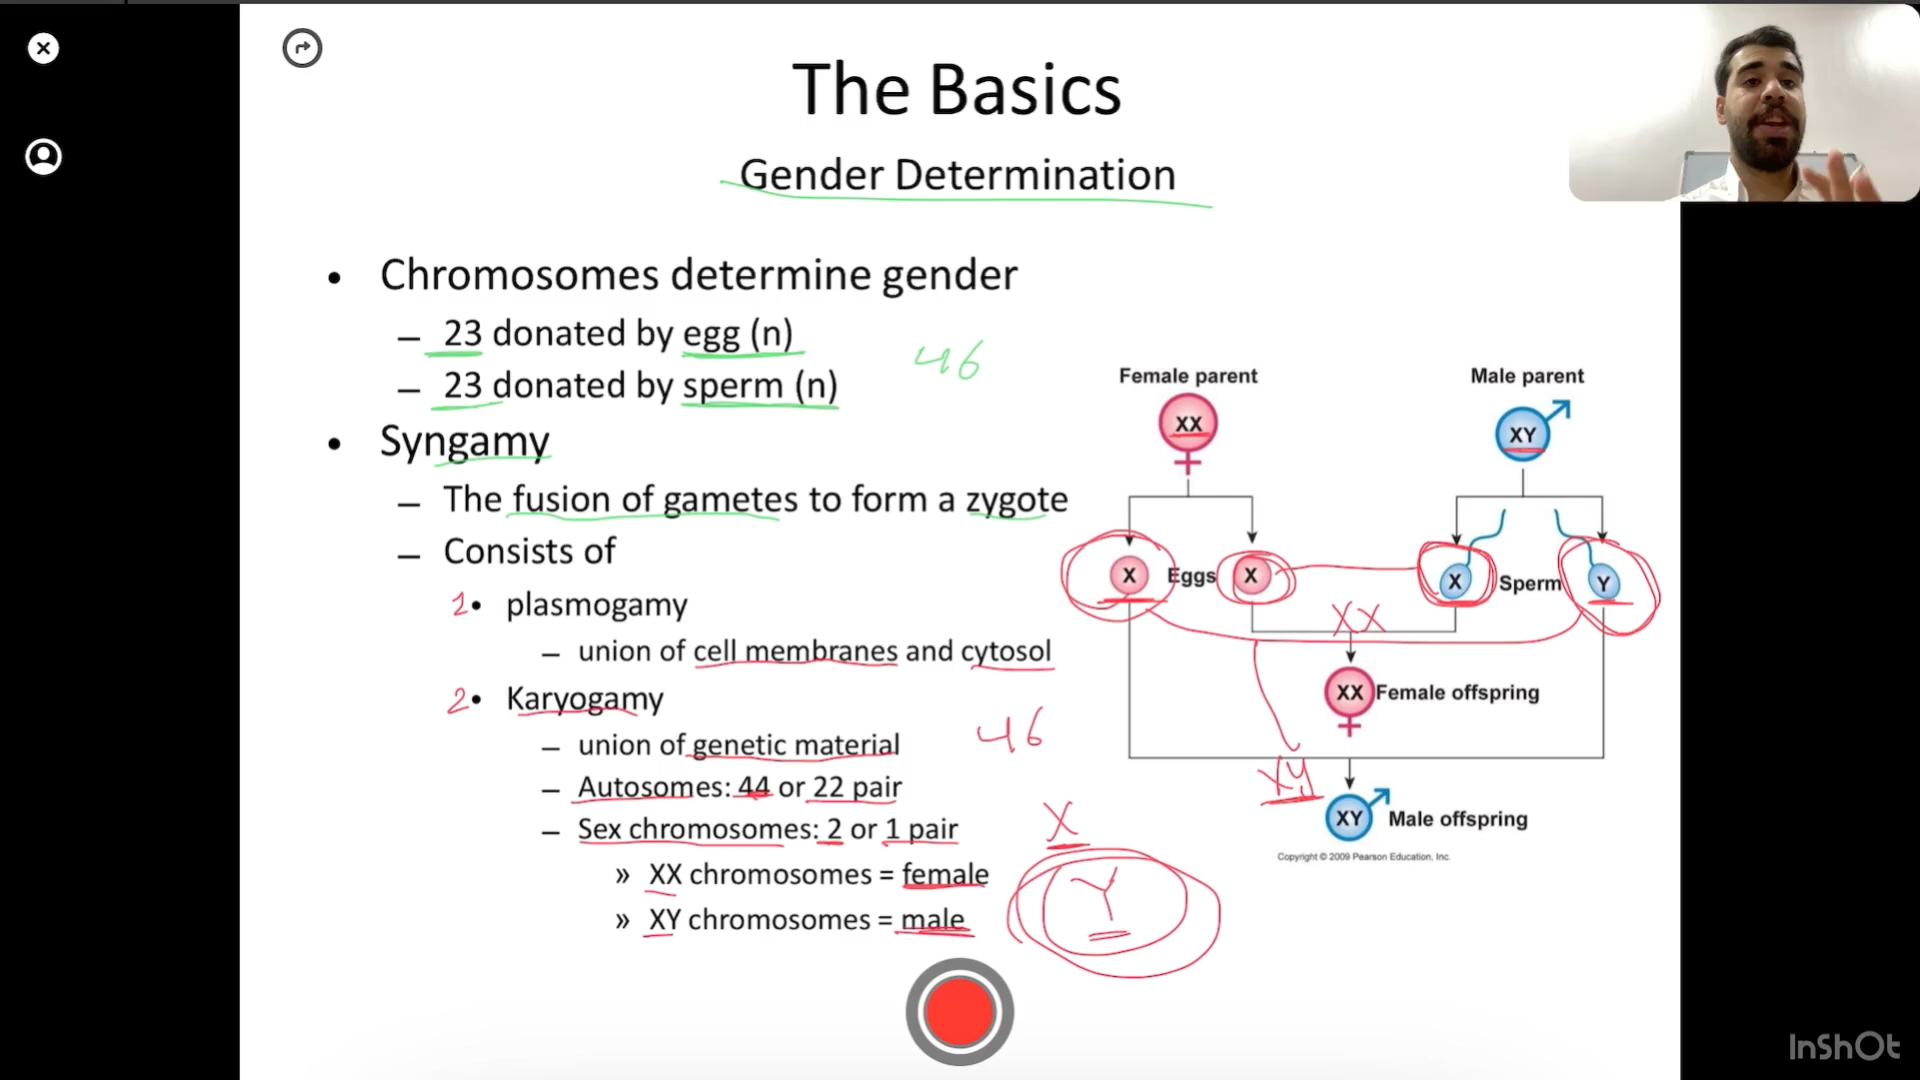 The Basics
Gender Determination
• Chromosomes determine gender
– 23 donated by egg (n)
– 23 donated by sperm (n)
46
• Syngamy
– The fusion of gametes to form a zygote
– Consists of
1• plasmogamy
– union of cell membranes and cytosol
2• Karyogamy
– union of genetic material
46
– Autosomes: 44 or 22 pair
– Sex chromosomes: 2 or 1 pair
» XX chromosomes = female
» XY chromosomes = male
X
Y
Female parent Male parent
XX XY
X Eggs X X Sperm Y
XX
XX Female offspring
XY
XY Male offspring
Copyright © 2009 Pearson Education, Inc.
InShOt